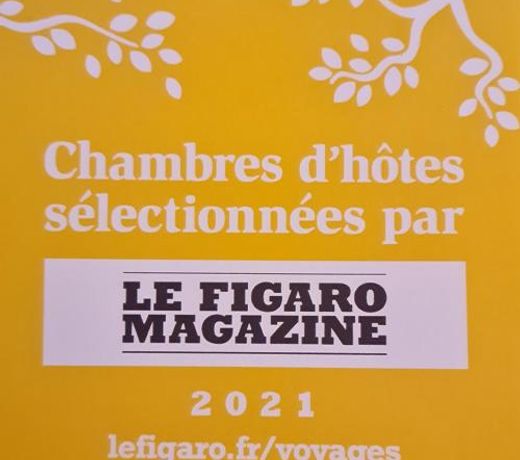 Chambres d'hôtes
sélectionnées par
LE FIGARO
MAGAZINE
2021
lefigaro.fr/voyages